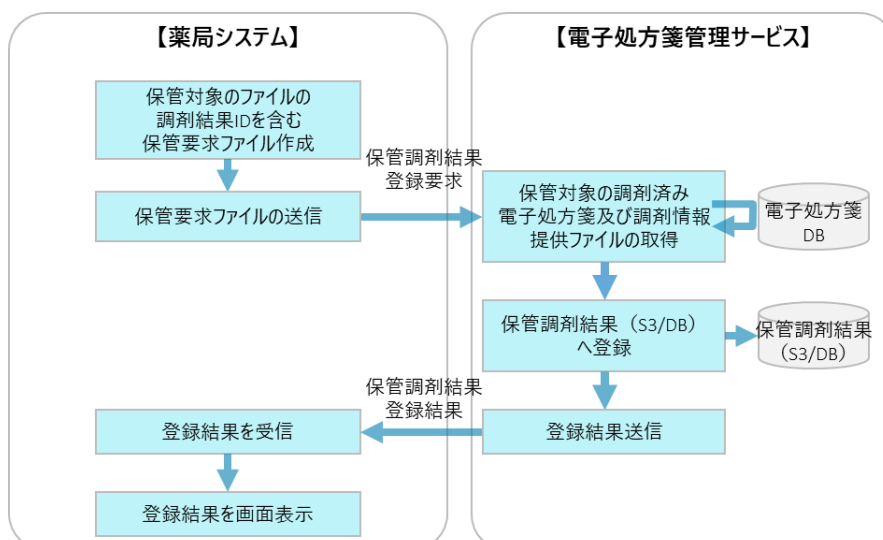 【薬局システム】
【電子処方箋管理サービス】
保管対象のファイルの
調剤結果IDを含む
保管要求ファイル作成
保管調剤結果
登録要求
保管要求ファイルの送信
保管対象の調剤済み
電子処方箋及び調剤情報
提供ファイルの取得
電子処方箋
DB
保管調剤結果（S3/DB）
へ登録
保管調剤結果
（S3/DB）
保管調剤結果
登録結果
登録結果送信
登録結果を受信
登録結果を画面表示